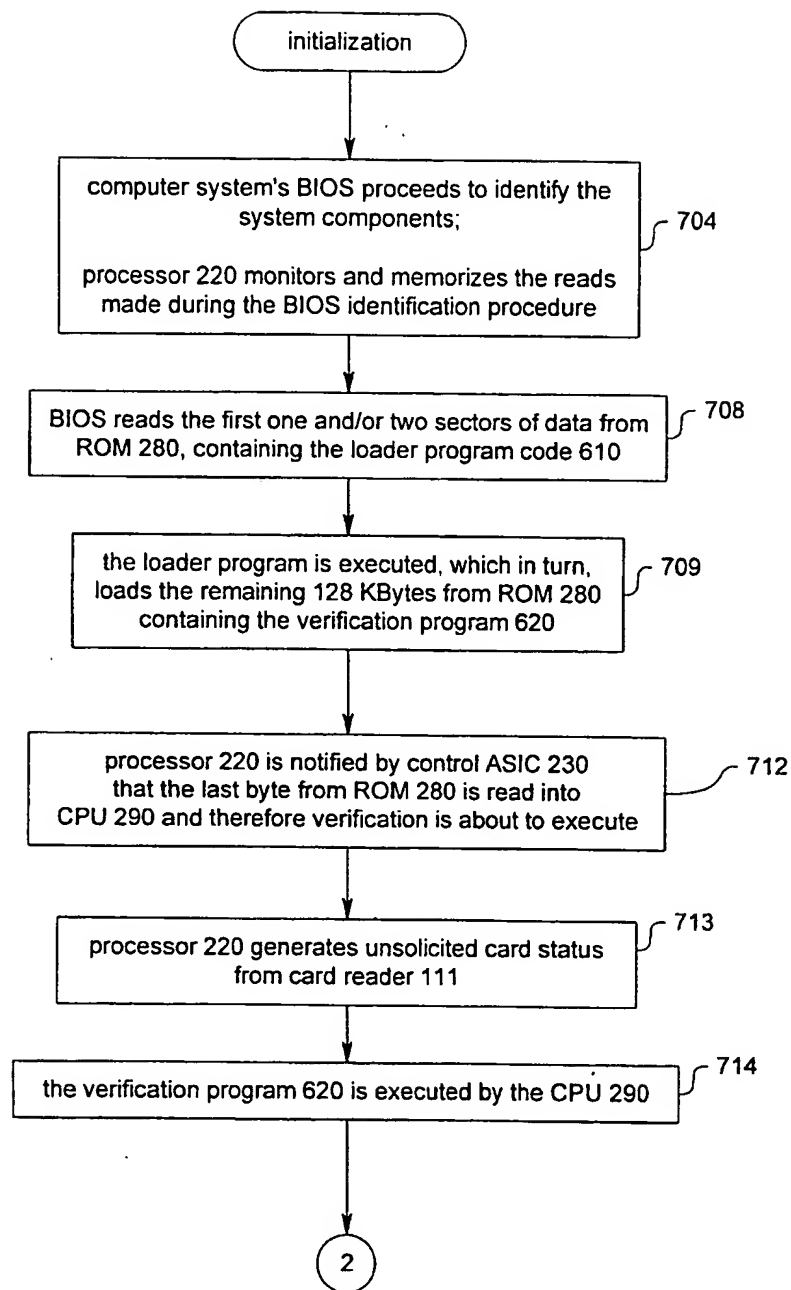 initialization
computer system's BIOS proceeds to identify the
system components;
processor 220 monitors and memorizes the reads
made during the BIOS identification procedure
704
BIOS reads the first one and/or two sectors of data from
ROM 280, containing the loader program code 610
708
the loader program is executed, which in turn,
loads the remaining 128 KBytes from ROM 280
containing the verification program 620
709
processor 220 is notified by control ASIC 230
that the last byte from ROM 280 is read into
CPU 290 and therefore verification is about to execute
712
processor 220 generates unsolicited card status
from card reader 111
713
the verification program 620 is executed by the CPU 290
714
2